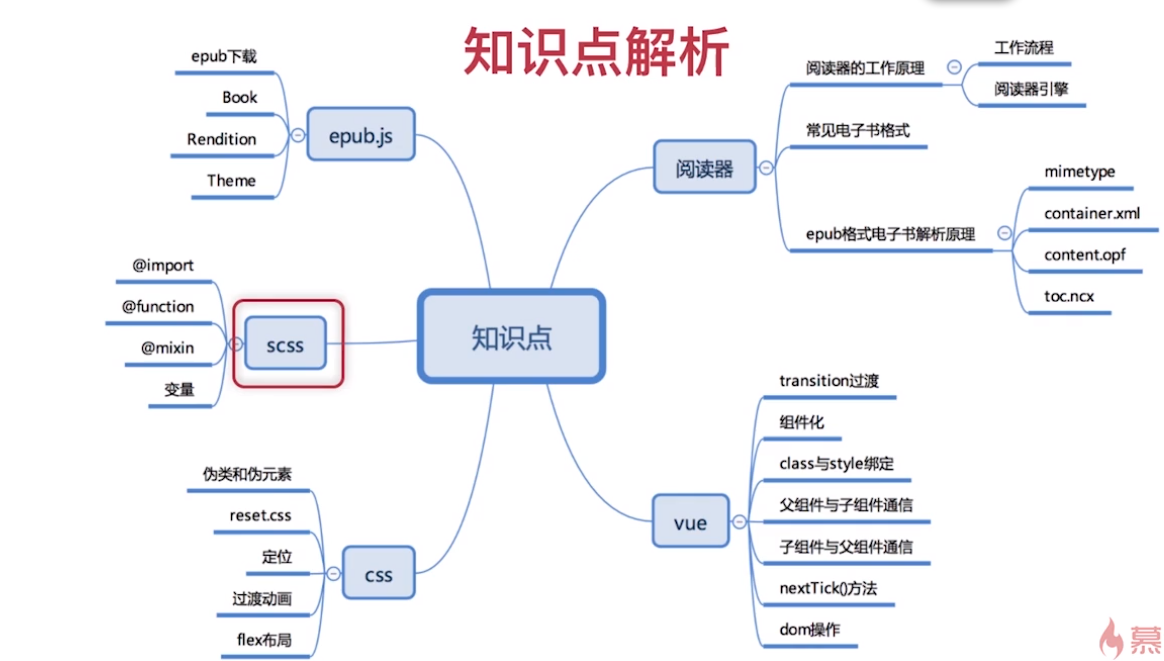 知识点解析
知识点
epub.js
epub下载
Book
Rendition
Theme
scss
@import
@function
@mixin
变量
css
伪类和伪元素
reset.css
定位
过渡动画
flex布局
阅读器
阅读器的工作原理
工作流程
阅读器引擎
常见电子书格式
epub格式电子书解析原理
mimetype
container.xml
content.opf
toc.ncx
vue
transition过渡
组件化
class与style绑定
父组件与子组件通信
子组件与父组件通信
nextTick()方法
dom操作
慕